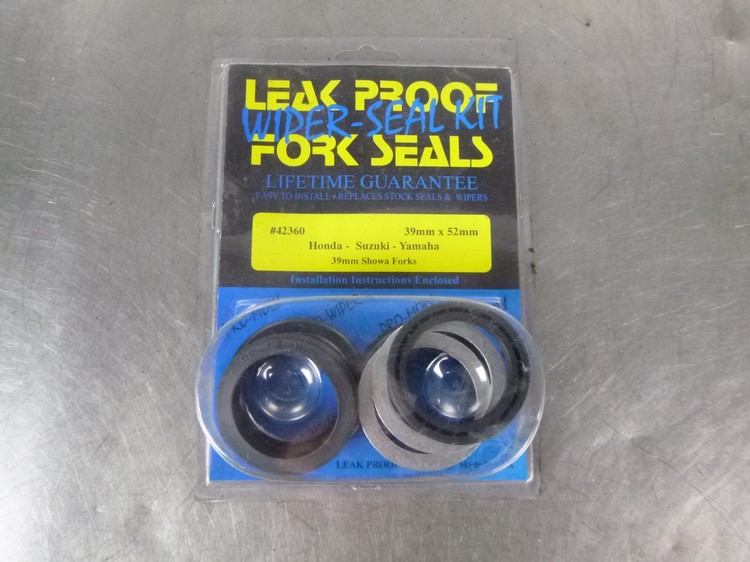 LEAK PROOF
WIPER-SEAL KIT
FORK SEALS
LIFETIME GUARANTEE
EASY TO INSTALL • REPLACES STOCK SEALS & WIPERS
#42360 39mm x 52mm
Honda - Suzuki - Yamaha
39mm Showa Forks
Installation Instructions Enclosed
LEAK PROOF